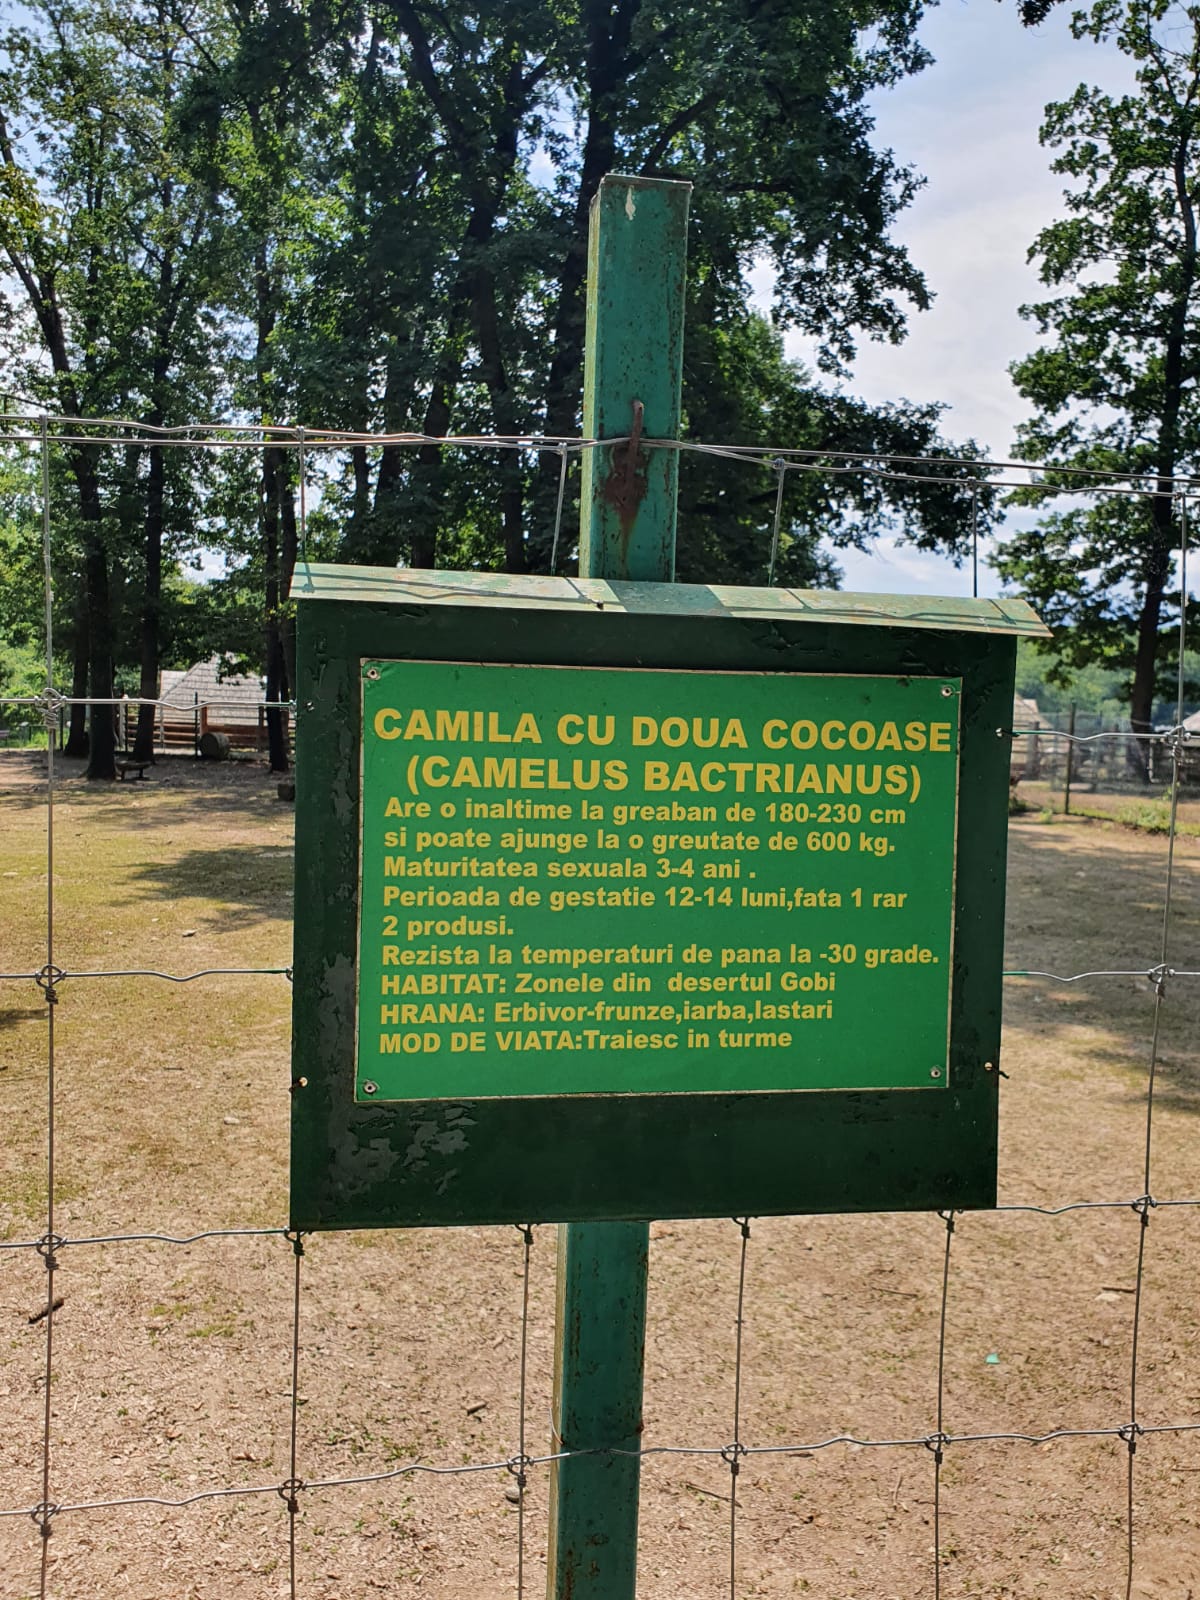 CAMILA CU DOUA COCOASE
(CAMELUS BACTRIANUS)
Are o inaltime la greaban de 180-230 cm
si poate ajunge la o greutate de 600 kg.
Maturitatea sexuala 3-4 ani .
Perioada de gestatie 12-14 luni,fata 1 rar
2 produsi.
Rezista la temperaturi de pana la -30 grade.
HABITAT: Zonele din  desertul Gobi
HRANA: Erbivor-frunze,iarba,lastari
MOD DE VIATA:Traiesc in turme